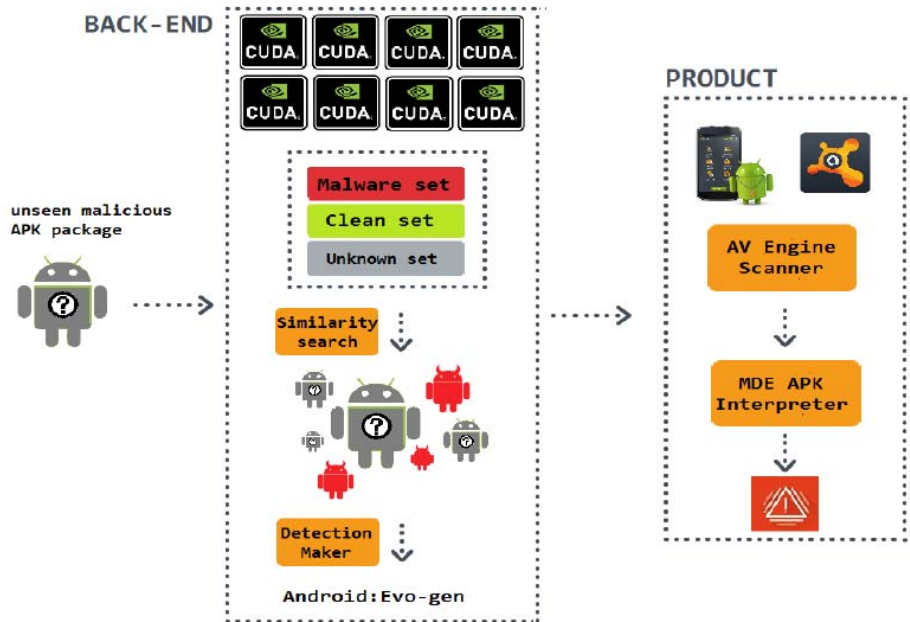 BACK-END
CUDA
CUDA
CUDA
CUDA
CUDA
CUDA
CUDA
CUDA
Malware set
Clean set
Unknown set
unseen malicious
APK package
?
Similarity
search
?
?
?
Detection
Maker
Android:Evo-gen
PRODUCT
AV Engine
Scanner
MDE APK
Interpreter